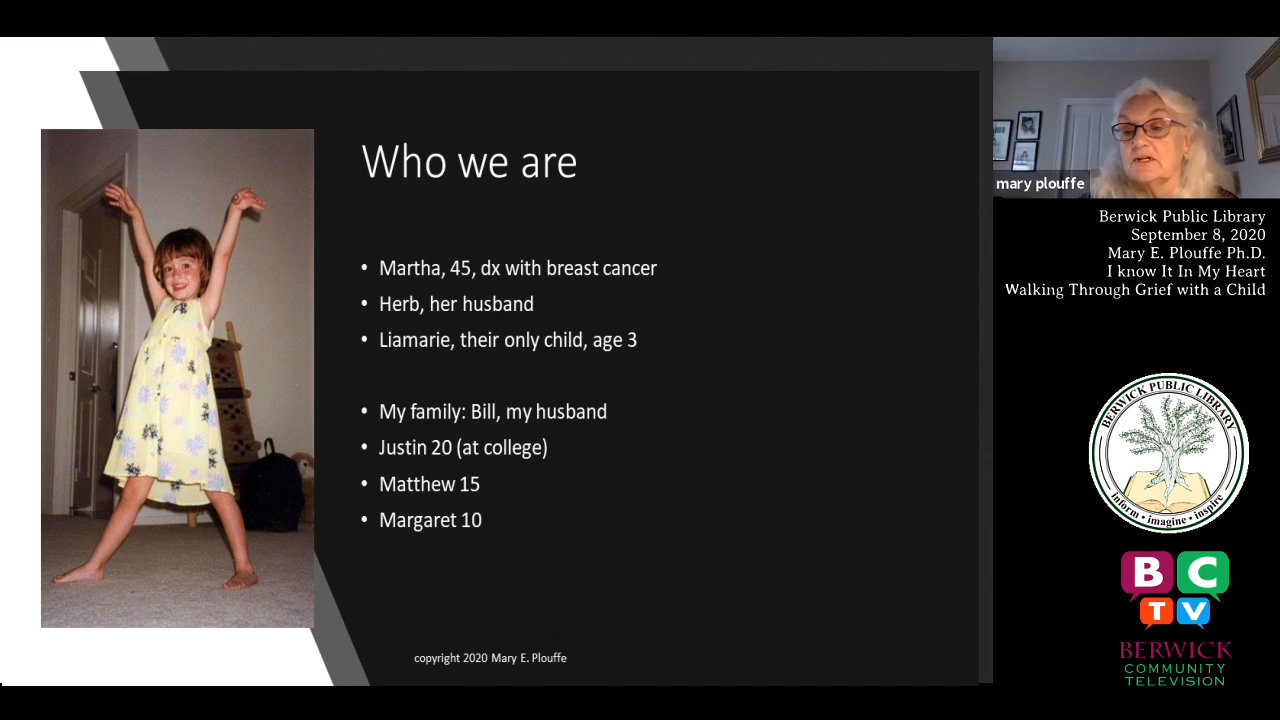 Who we are
• Martha, 45, dx with breast cancer
• Herb, her husband
• Liamarie, their only child, age 3
• My family: Bill, my husband
• Justin 20 (at college)
• Matthew 15
• Margaret 10
copyright 2020 Mary E. Plouffe
mary plouffe
Berwick Public Library
September 8, 2020
Mary E. Plouffe Ph.D.
I know It In My Heart
Walking Through Grief with a Child
BERWICK PUBLIC LIBRARY
inform • imagine • inspire
B C
T V
BERWICK
COMMUNITY
TELEVISION